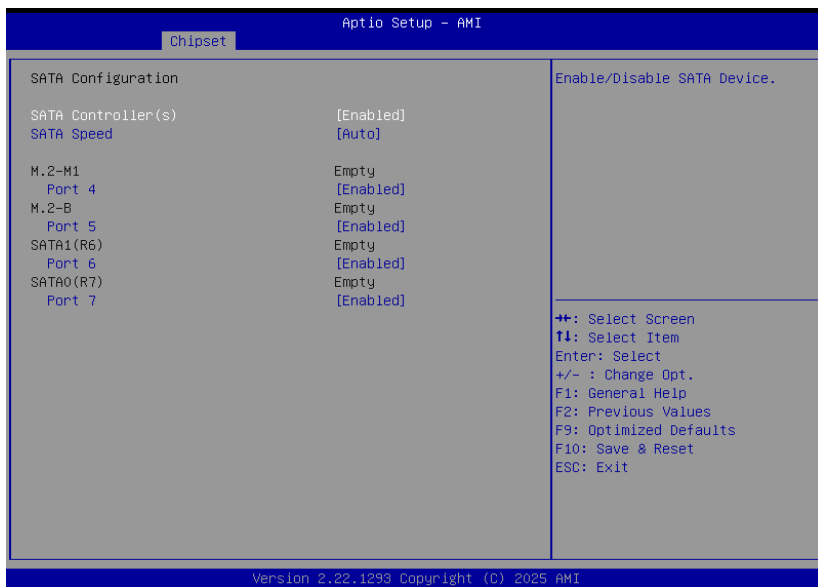 Aptio Setup – AMI
Chipset
SATA Configuration
SATA Controller(s) [Enabled]
SATA Speed [Auto]
M.2-M1 Empty
Port 4 [Enabled]
M.2-B Empty
Port 5 [Enabled]
SATA1(R6) Empty
Port 6 [Enabled]
SATA0(R7) Empty
Port 7 [Enabled]
Enable/Disable SATA Device.
→←: Select Screen
↑↓: Select Item
Enter: Select
+/- : Change Opt.
F1: General Help
F2: Previous Values
F9: Optimized Defaults
F10: Save & Reset
ESC: Exit
Version 2.22.1293 Copyright (C) 2025 AMI